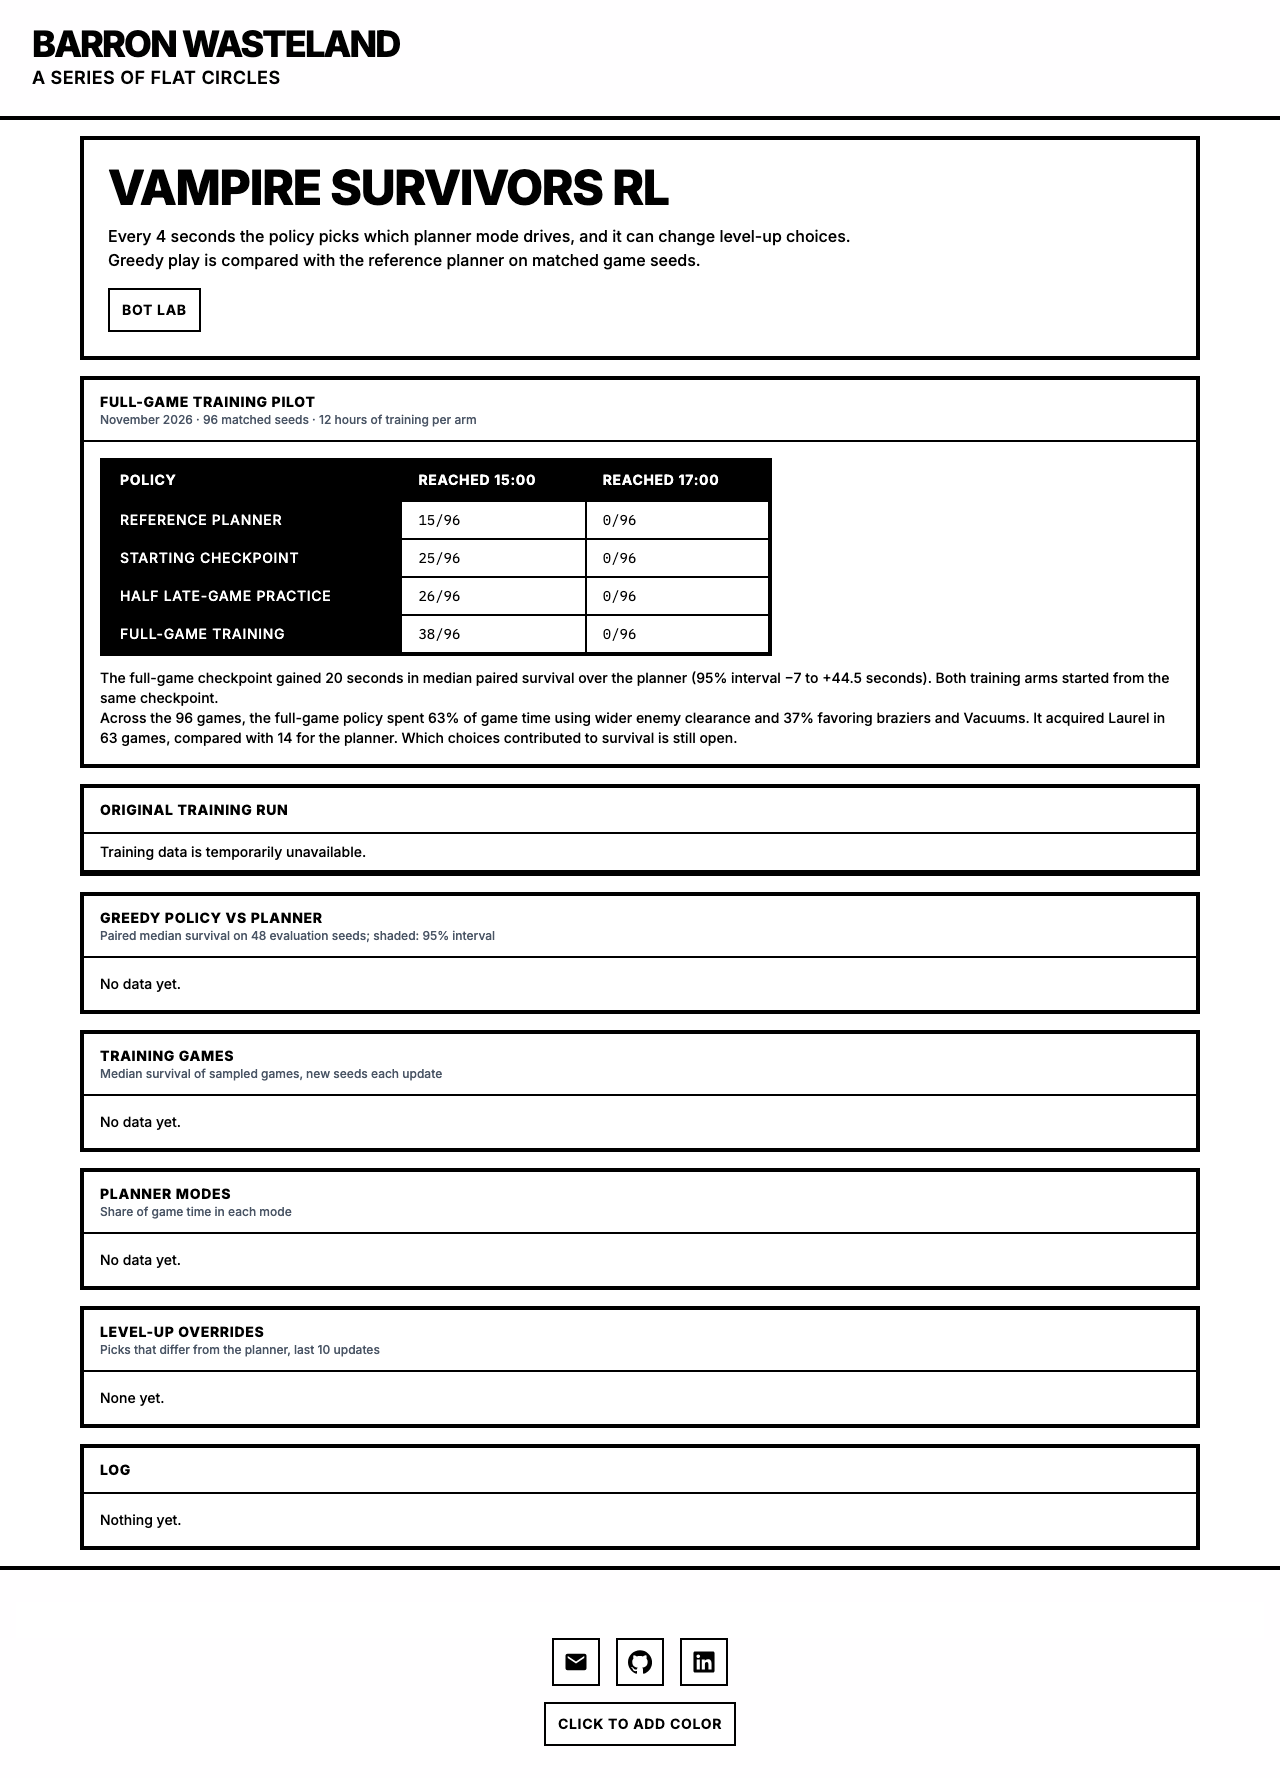 BARRON WASTELAND
A SERIES OF FLAT CIRCLES
VAMPIRE SURVIVORS RL
Every 4 seconds the policy picks which planner mode drives, and it can change level-up choices.
Greedy play is compared with the reference planner on matched game seeds.
BOT LAB
FULL-GAME TRAINING PILOT
November 2026 · 96 matched seeds · 12 hours of training per arm
POLICY REACHED 15:00 REACHED 17:00
REFERENCE PLANNER 15/96 0/96
STARTING CHECKPOINT 25/96 0/96
HALF LATE-GAME PRACTICE 26/96 0/96
FULL-GAME TRAINING 38/96 0/96
The full-game checkpoint gained 20 seconds in median paired survival over the planner (95% interval −7 to +44.5 seconds). Both training arms started from the
same checkpoint.
Across the 96 games, the full-game policy spent 63% of game time using wider enemy clearance and 37% favoring braziers and Vacuums. It acquired Laurel in
63 games, compared with 14 for the planner. Which choices contributed to survival is still open.
ORIGINAL TRAINING RUN
Training data is temporarily unavailable.
GREEDY POLICY VS PLANNER
Paired median survival on 48 evaluation seeds; shaded: 95% interval
No data yet.
TRAINING GAMES
Median survival of sampled games, new seeds each update
No data yet.
PLANNER MODES
Share of game time in each mode
No data yet.
LEVEL-UP OVERRIDES
Picks that differ from the planner, last 10 updates
None yet.
LOG
Nothing yet.
CLICK TO ADD COLOR